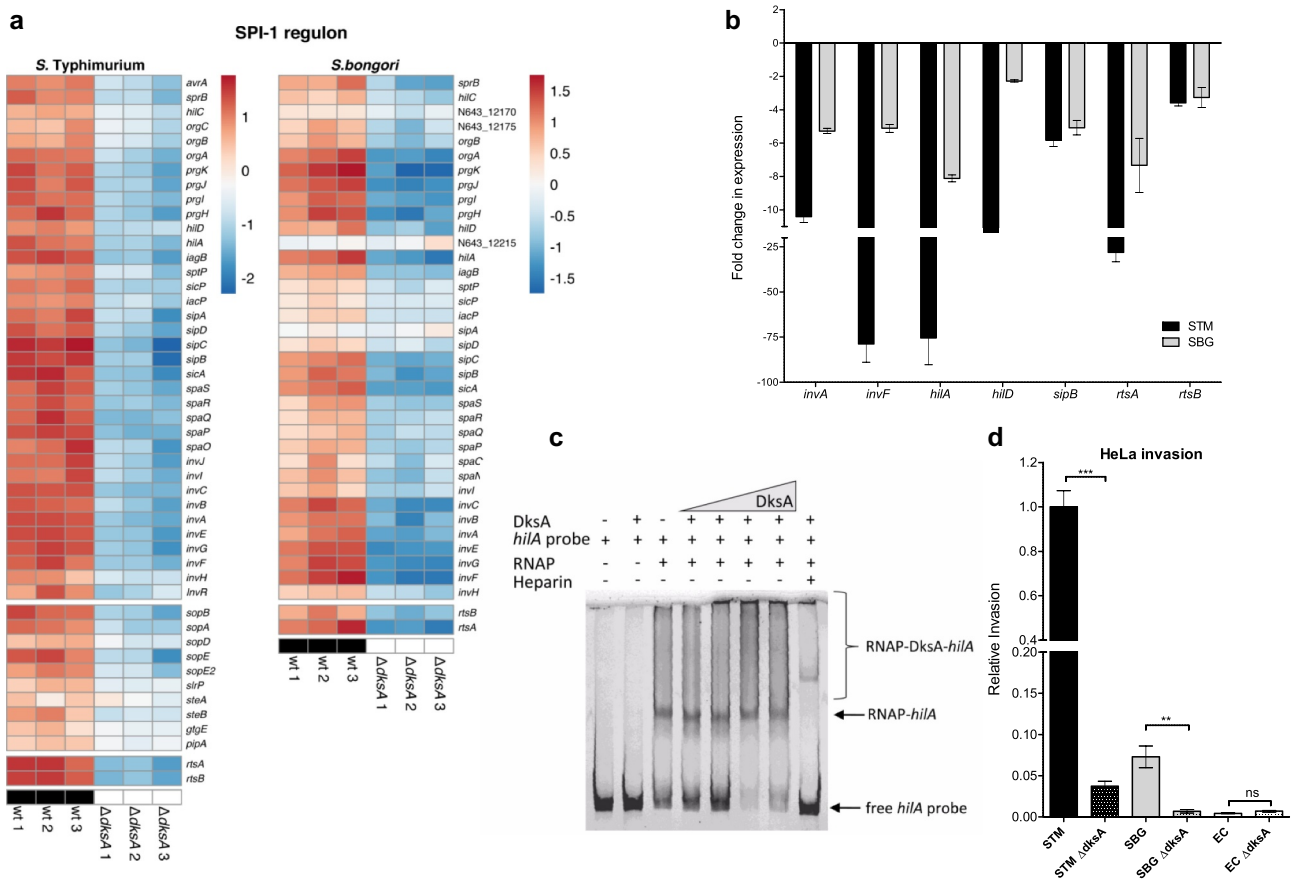 a
SPI-1 regulon
S. Typhimurium
avrA
sprB
hilC
orgC
orgB
orgA
prgK
prgJ
prgI
prgH
hilD
hilA
iagB
sptP
sicP
iacP
sipA
sipD
sipC
sipB
sicA
spaS
spaR
spaQ
spaP
spaO
invJ
invI
invC
invB
invA
invE
invG
invF
invH
InvR
sopB
sopA
sopD
sopE
sopE2
slrP
steA
steB
gtgE
pipA
rtsA
rtsB
wt 1
wt 2
wt 3
ΔdksA 1
ΔdksA 2
ΔdksA 3
1
0
-1
-2
S.bongori
sprB
hilC
N643_12170
N643_12175
orgB
orgA
prgK
prgJ
prgI
prgH
hilD
N643_12215
hilA
iagB
sptP
sicP
iacP
sipA
sipD
sipC
sipB
sicA
spaS
spaR
spaQ
spaP
spaC
spaN
invI
invC
invB
invA
invE
invG
invF
invH
rtsB
rtsA
wt 1
wt 2
wt 3
ΔdksA 1
ΔdksA 2
ΔdksA 3
1.5
1
0.5
0
-0.5
-1
-1.5
b
Fold change in expression
2
0
-2
-4
-6
-8
-10
-25
-50
-75
-100
STM
SBG
invA invF hilA hilD sipB rtsA rtsB
c
DksA
DksA - + - + + + + +
hilA probe + + + + + + + +
RNAP - - + + + + + +
Heparin - - - - - - - +
RNAP-DksA-hilA
RNAP-hilA
free hilA probe
d
HeLa invasion
Relative Invasion
1.2
1.0
0.8
0.6
0.4
0.20
0.15
0.10
0.05
0.00
***
**
ns
STM
STM ΔdksA
SBG
SBG ΔdksA
EC
EC ΔdksA